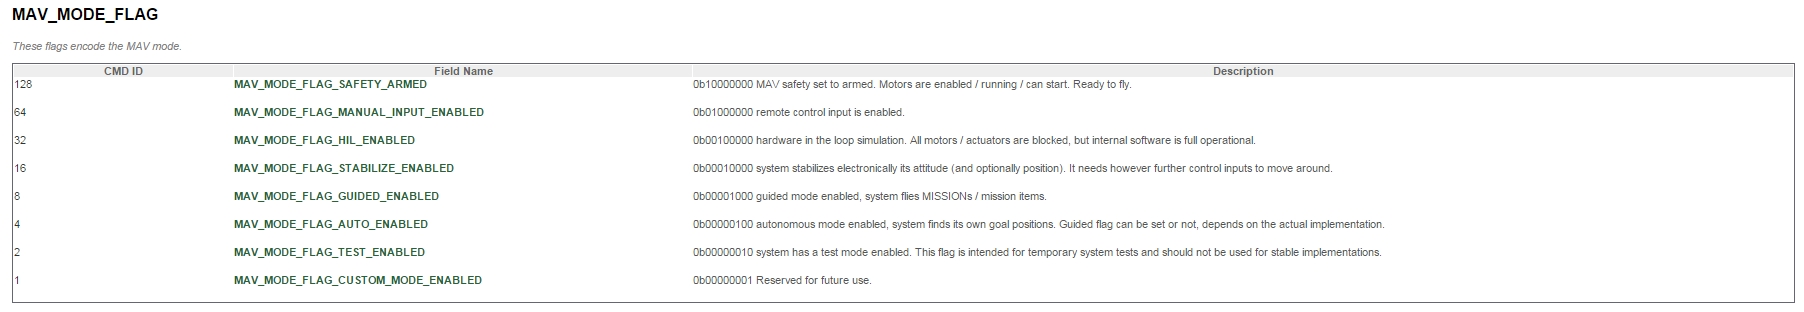 MAV_MODE_FLAG
These flags encode the MAV mode.
CMD ID Field Name Description
128 MAV_MODE_FLAG_SAFETY_ARMED 0b10000000 MAV safety set to armed. Motors are enabled / running / can start. Ready to fly.
64 MAV_MODE_FLAG_MANUAL_INPUT_ENABLED 0b01000000 remote control input is enabled.
32 MAV_MODE_FLAG_HIL_ENABLED 0b00100000 hardware in the loop simulation. All motors / actuators are blocked, but internal software is full operational.
16 MAV_MODE_FLAG_STABILIZE_ENABLED 0b00010000 system stabilizes electronically its attitude (and optionally position). It needs however further control inputs to move around.
8 MAV_MODE_FLAG_GUIDED_ENABLED 0b00001000 guided mode enabled, system flies MISSIONs / mission items.
4 MAV_MODE_FLAG_AUTO_ENABLED 0b00000100 autonomous mode enabled, system finds its own goal positions. Guided flag can be set or not, depends on the actual implementation.
2 MAV_MODE_FLAG_TEST_ENABLED 0b00000010 system has a test mode enabled. This flag is intended for temporary system tests and should not be used for stable implementations.
1 MAV_MODE_FLAG_CUSTOM_MODE_ENABLED 0b00000001 Reserved for future use.